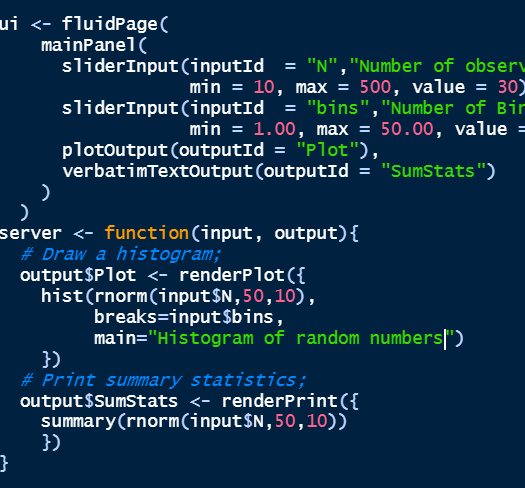 ui <- fluidPage(
    mainPanel(
      sliderInput(inputId  = "N","Number of observ
                  min = 10, max = 500, value = 30)
      sliderInput(inputId  = "bins","Number of Bin
                  min = 1.00, max = 50.00, value =
      plotOutput(outputId = "Plot"),
      verbatimTextOutput(outputId = "SumStats")
    )
  )
server <- function(input, output){
  # Draw a histogram;
  output$Plot <- renderPlot({
    hist(rnorm(input$N,50,10),
         breaks=input$bins,
         main="Histogram of random numbers")
    })
  # Print summary statistics;
  output$SumStats <- renderPrint({
    summary(rnorm(input$N,50,10))
    })
}